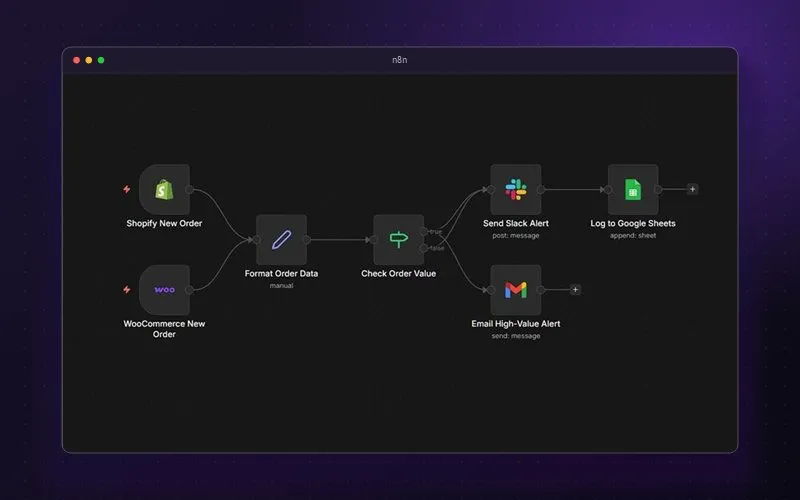 n8n
Shopify New Order
WOO
WooCommerce New
Order
Format Order Data
manual
Check Order Value
true
false
Send Slack Alert
post: message
Log to Google Sheets
append: sheet
Email High-Value Alert
send: message